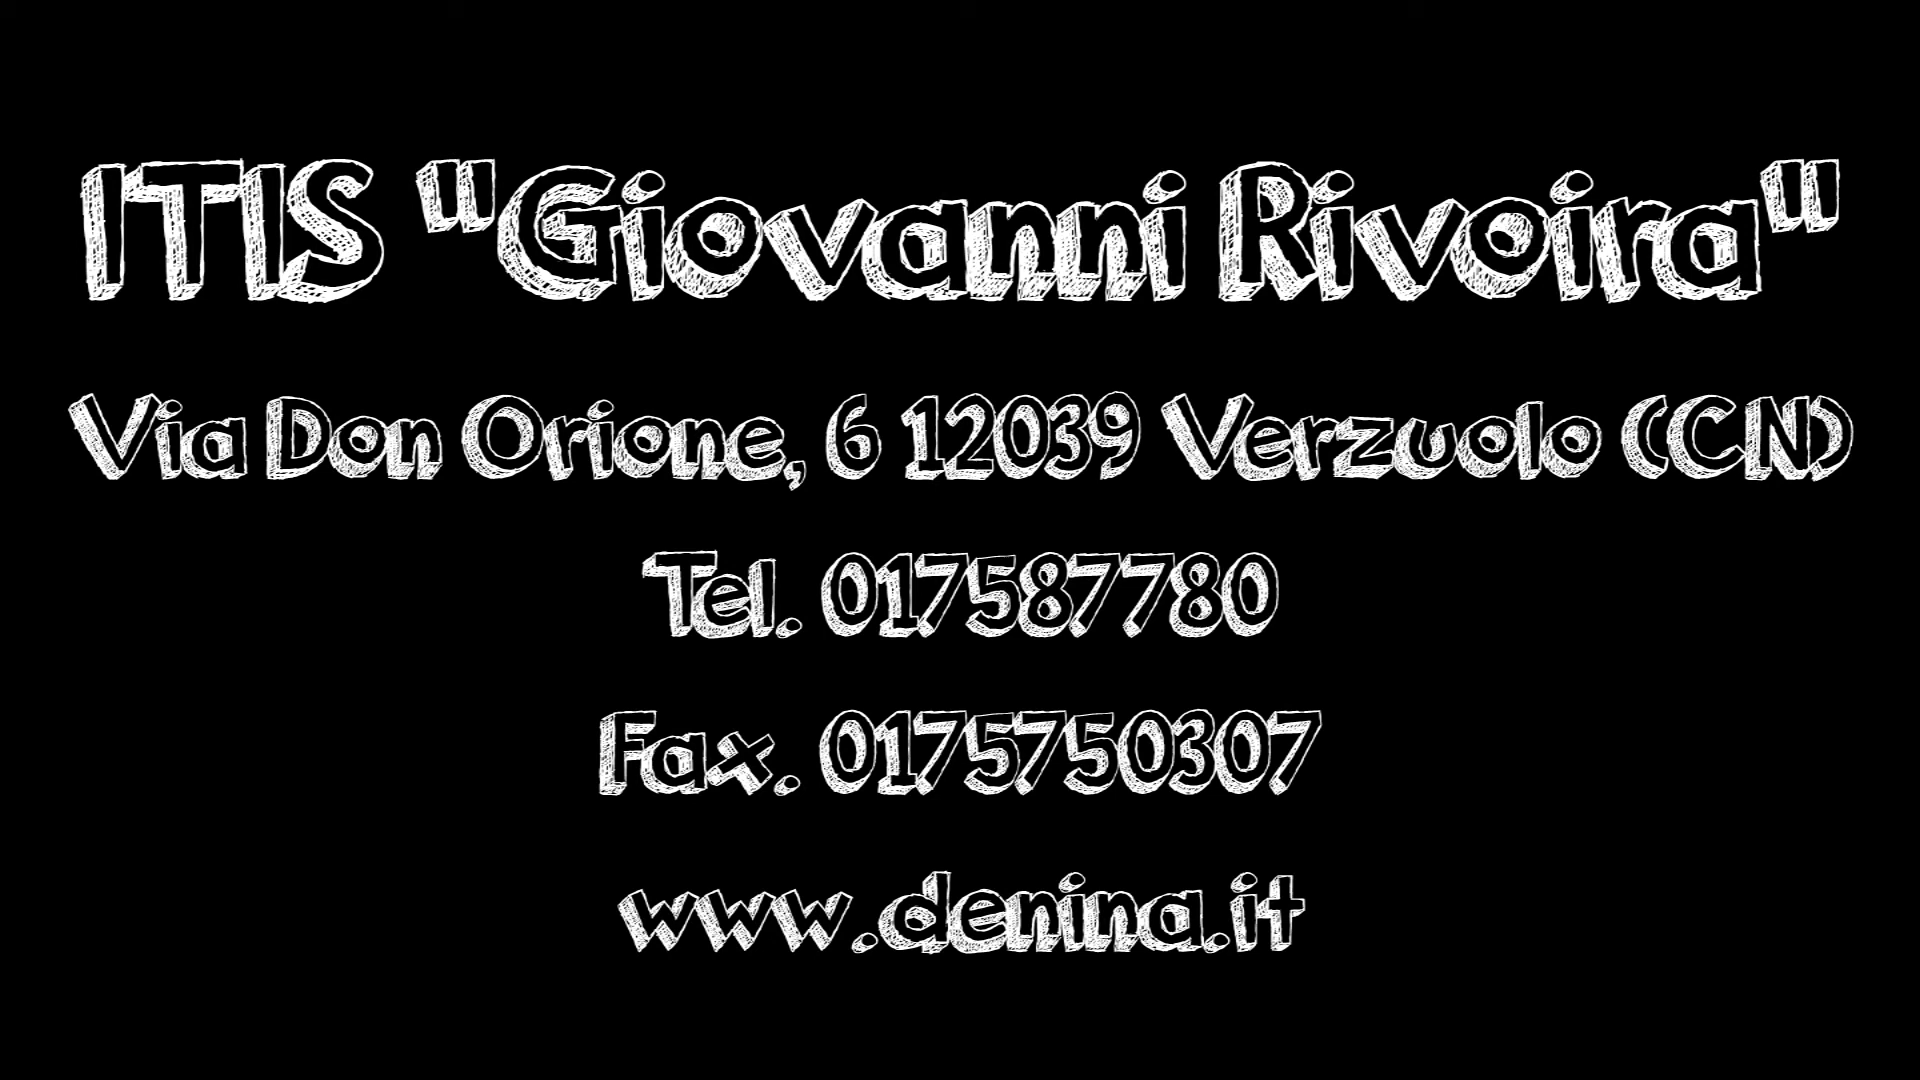 ITIS "Giovanni Rivoira"
Via Don Orione, 6 12039 Verzuolo (CN)
Tel. 017587780
Fax. 0175750307
www.denina.it